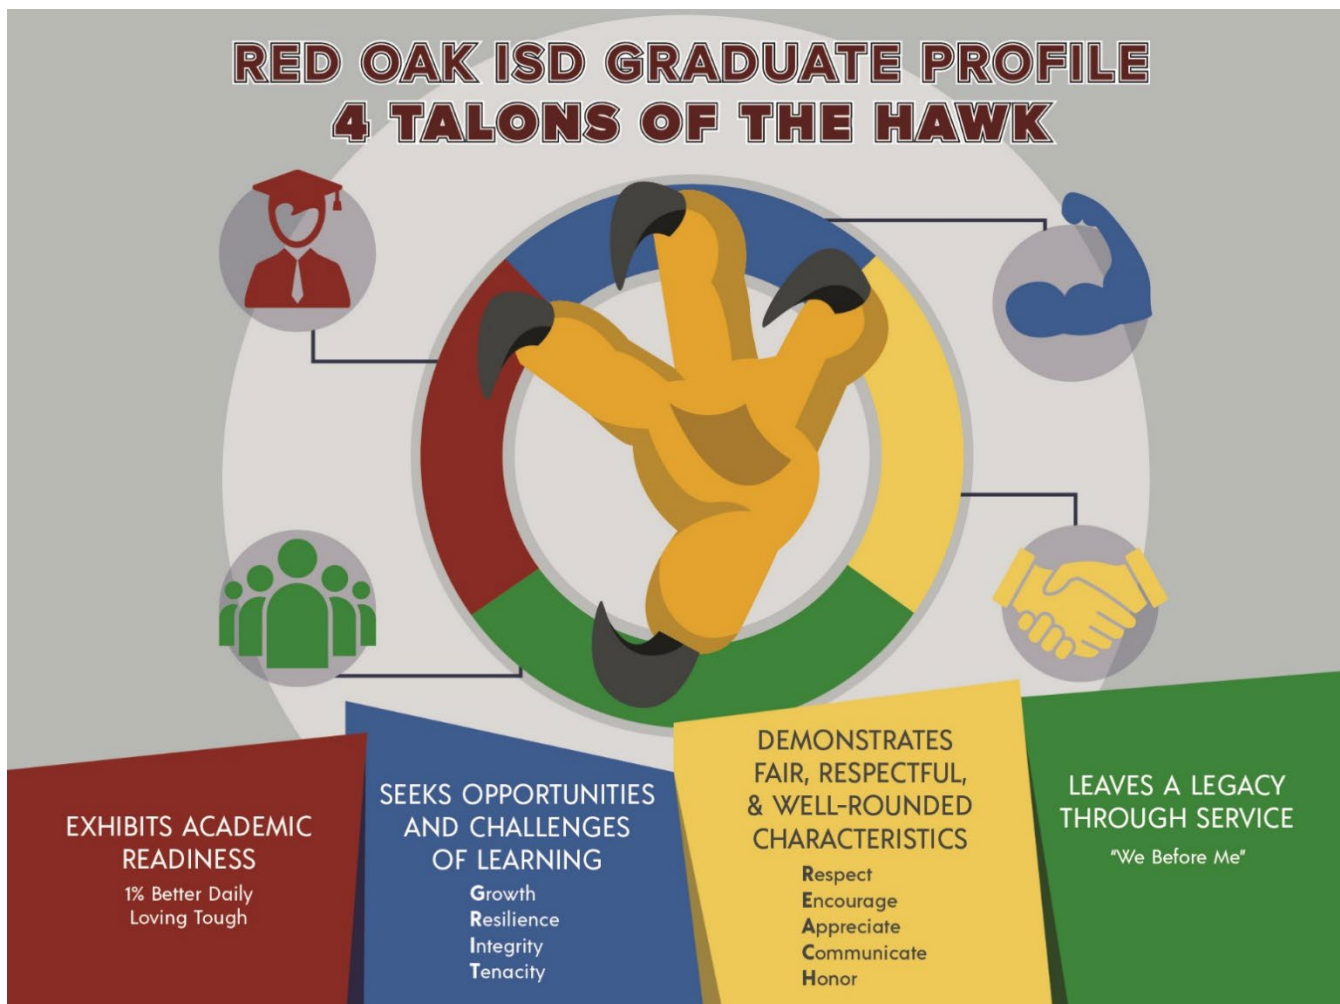 RED OAK ISD GRADUATE PROFILE
4 TALONS OF THE HAWK
EXHIBITS ACADEMIC
READINESS
1% Better Daily
Loving Tough
SEEKS OPPORTUNITIES
AND CHALLENGES
OF LEARNING
Growth
Resilience
Integrity
Tenacity
DEMONSTRATES
FAIR, RESPECTFUL,
& WELL-ROUNDED
CHARACTERISTICS
Respect
Encourage
Appreciate
Communicate
Honor
LEAVES A LEGACY
THROUGH SERVICE
"We Before Me"